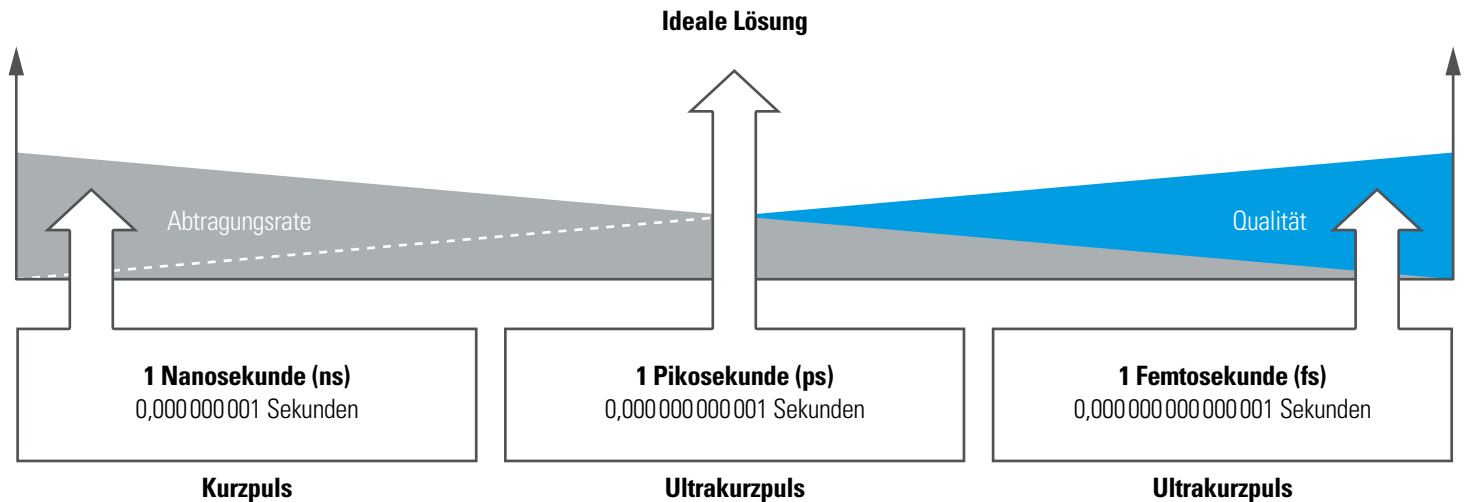 Ideale Lösung
Abtragungsrate
Qualität
1 Nanosekunde (ns)
0,000 000 001 Sekunden
1 Pikosekunde (ps)
0,000 000 000 001 Sekunden
1 Femtosekunde (fs)
0,000 000 000 000 001 Sekunden
Kurzpuls
Ultrakurzpuls
Ultrakurzpuls